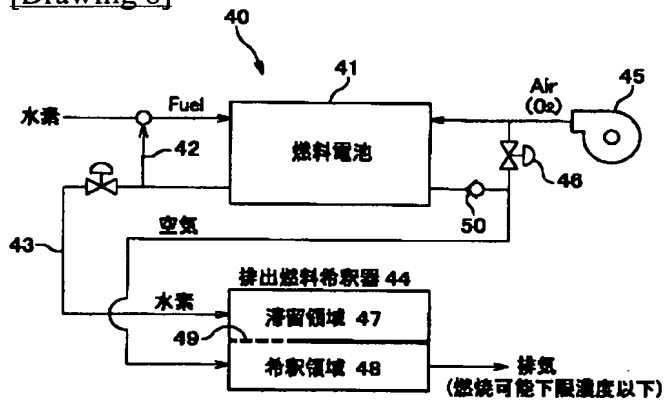 [Drawing 6]
40
41
45
水素
Fuel
Air
(O2)
燃料電池
42
46
50
43
空気
排出燃料希釈器 44
水素
滞留領域 47
49
希釈領域 48
排気
(燃焼可能下限濃度以下)